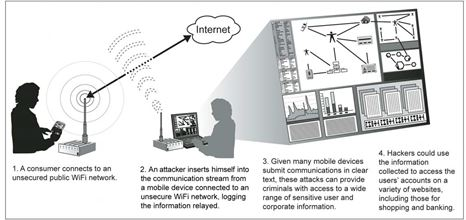 Internet
1. A consumer connects to an
unsecured public WiFi network.
2. An attacker inserts himself into
the communication stream from
a mobile device connected to an
unsecure WiFi network, logging
the information relayed.
3. Given many mobile devices
submit communications in clear
text, these attacks can provide
criminals with access to a wide
range of sensitive user and
corporate information.
4. Hackers could use
the information
collected to access the
users' accounts on a
variety of websites,
including those for
shopping and banking.